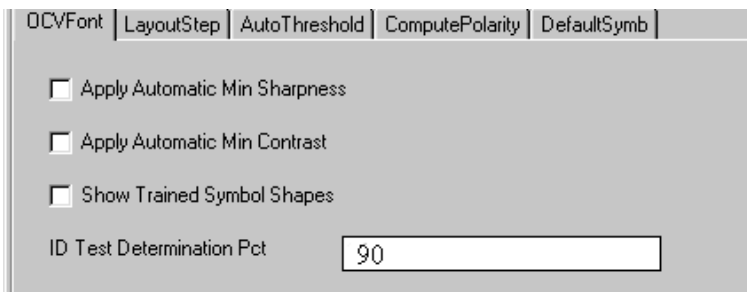 OCVFont LayoutStep AutoThreshold ComputePolarity DefaultSymb
Apply Automatic Min Sharpness
Apply Automatic Min Contrast
Show Trained Symbol Shapes
ID Test Determination Pct 90